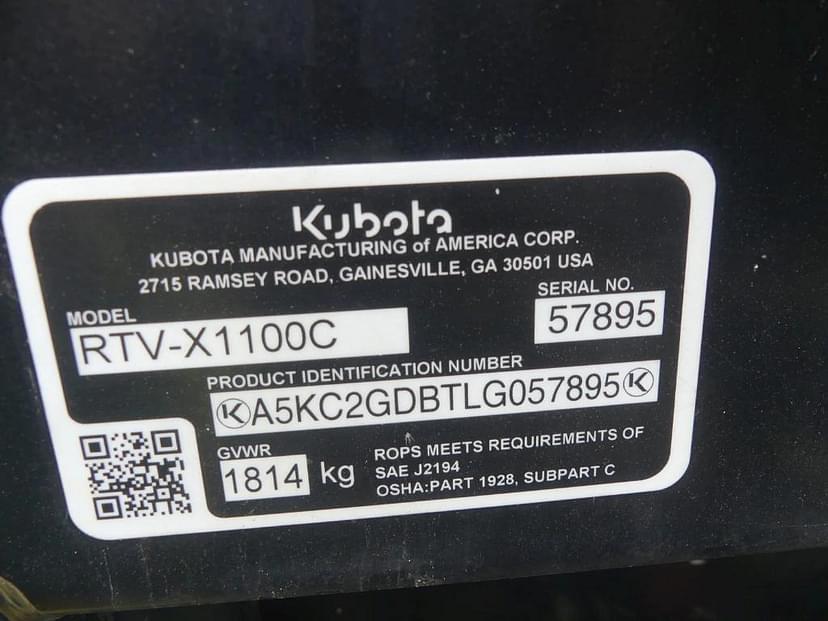 Kubota
KUBOTA MANUFACTURING of AMERICA CORP.
2715 RAMSEY ROAD, GAINESVILLE, GA 30501 USA
MODEL
RTV-X1100C
SERIAL NO.
57895
PRODUCT IDENTIFICATION NUMBER
A5KC2GDBTLG057895
GVWR
1814 kg
ROPS MEETS REQUIREMENTS OF
SAE J2194
OSHA:PART 1928, SUBPART C